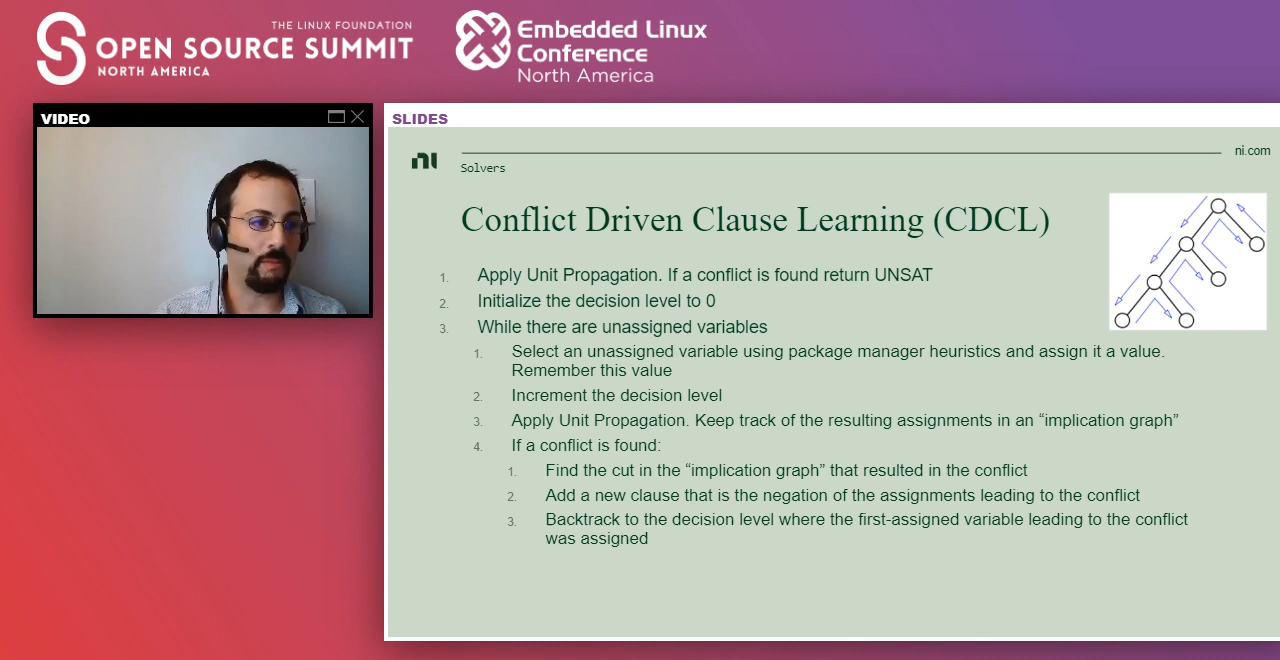 THE LINUX FOUNDATION
OPEN SOURCE SUMMIT
NORTH AMERICA
Embedded Linux
Conference
North America
VIDEO
SLIDES
ni
ni.com
Solvers
Conflict Driven Clause Learning (CDCL)
1. Apply Unit Propagation. If a conflict is found return UNSAT
2. Initialize the decision level to 0
3. While there are unassigned variables
1. Select an unassigned variable using package manager heuristics and assign it a value.
Remember this value
2. Increment the decision level
3. Apply Unit Propagation. Keep track of the resulting assignments in an “implication graph”
4. If a conflict is found:
1. Find the cut in the “implication graph” that resulted in the conflict
2. Add a new clause that is the negation of the assignments leading to the conflict
3. Backtrack to the decision level where the first-assigned variable leading to the conflict
was assigned